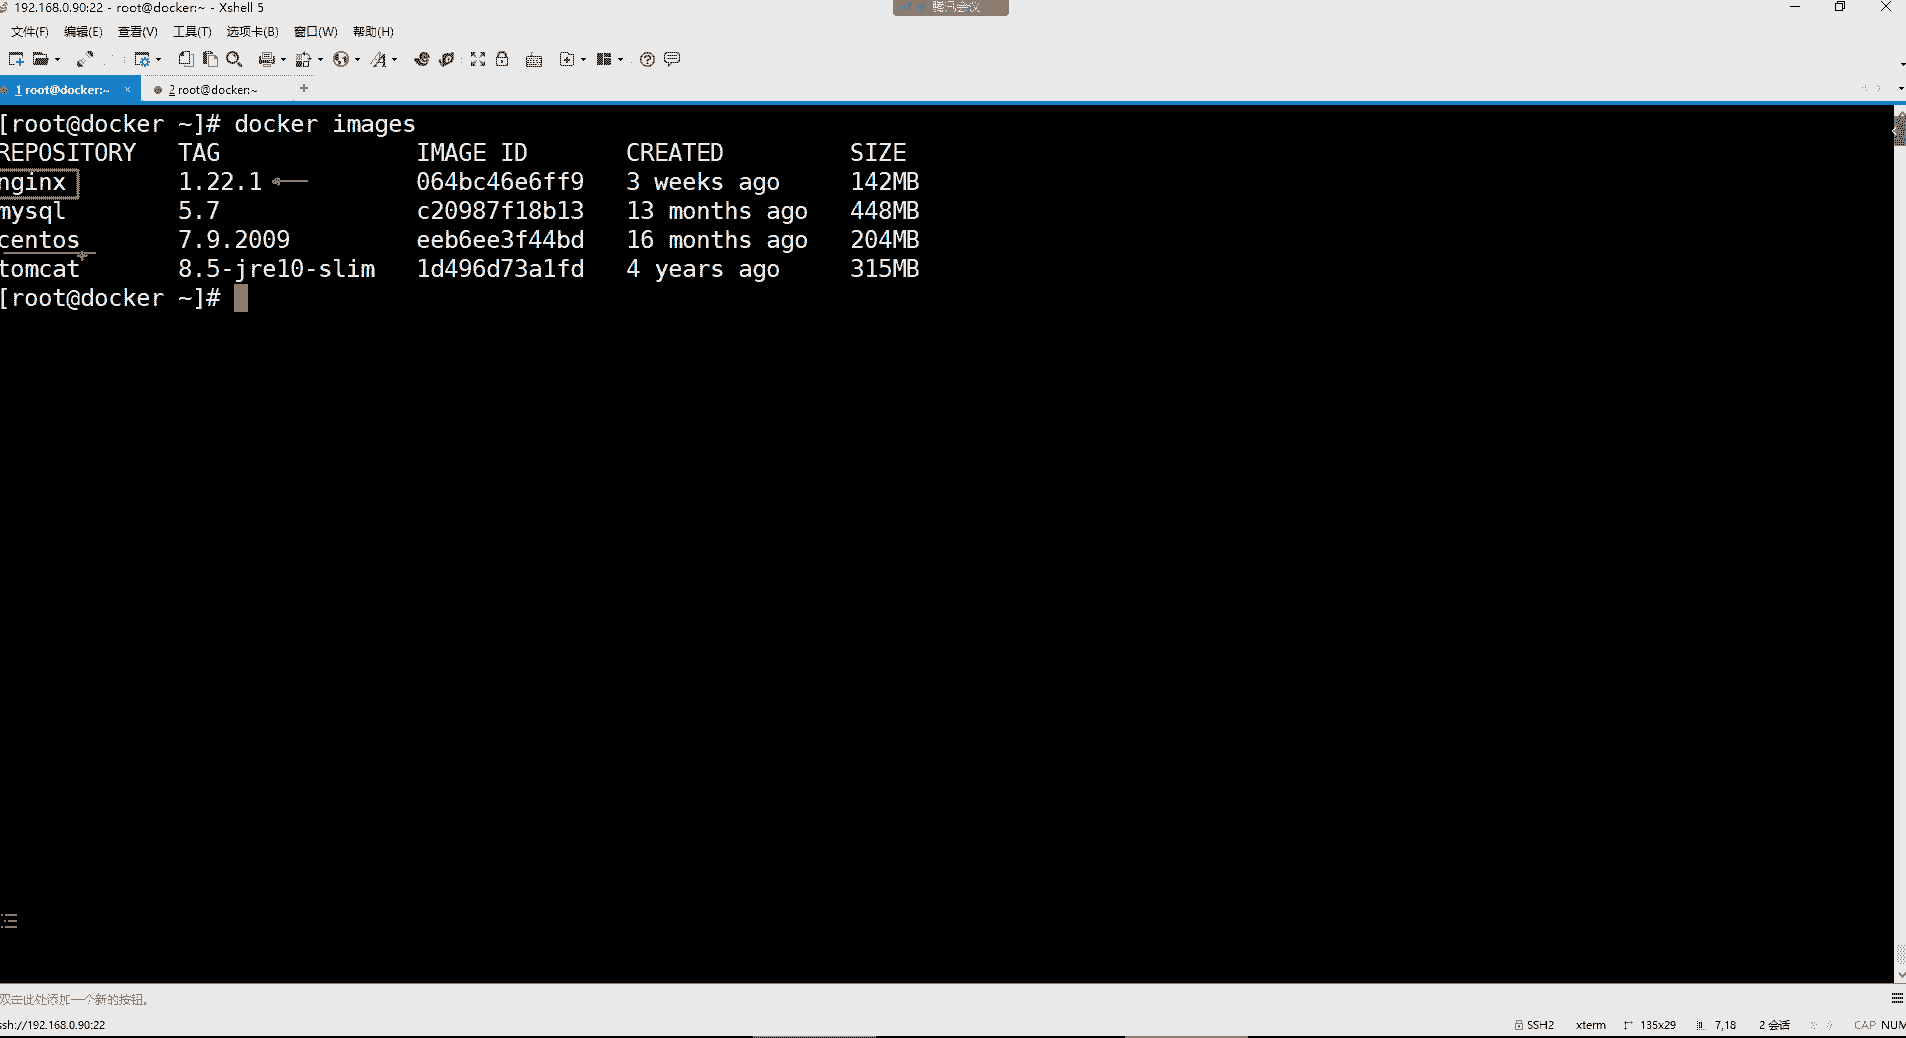 192.168.0.90:22 - root@docker:~ - Xshell 5
腾讯会议
文件(F) 编辑(E) 查看(V) 工具(T) 选项卡(B) 窗口(W) 帮助(H)
1 root@docker:~ × 2 root@docker:~ +
[root@docker ~]# docker images
REPOSITORY TAG IMAGE ID CREATED SIZE
nginx 1.22.1 064bc46e6ff9 3 weeks ago 142MB
mysql 5.7 c20987f18b13 13 months ago 448MB
centos 7.9.2009 eeb6ee3f44bd 16 months ago 204MB
tomcat 8.5-jre10-slim 1d496d73a1fd 4 years ago 315MB
[root@docker ~]#
双击此处添加一个新的按钮。
ssh://192.168.0.90:22 SSH2 xterm 135x29 7,18 2 会话 CAP NUM